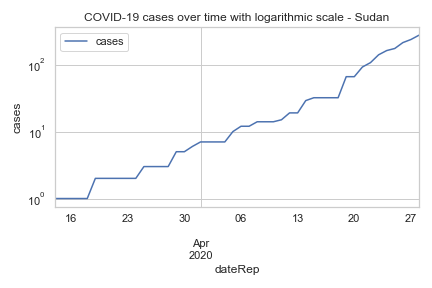 COVID-19 cases over time with logarithmic scale - Sudan
cases
10²
10¹
10⁰
cases
16 23 30 06 13 20 27
Apr
2020
dateRep